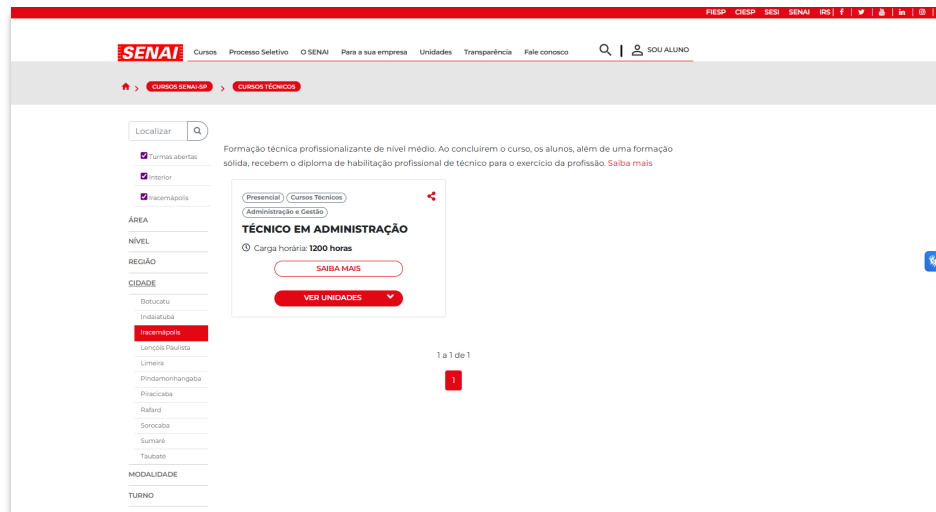 FIESP CIESP SESI SENAI IRS
SENAI Cursos Processo Seletivo O SENAI Para a sua empresa Unidades Transparência Fale conosco SOU ALUNO
CURSOS SENAI-SP CURSOS TÉCNICOS
Localizar
Turmas abertas
Interior
Iracemápolis
ÁREA
NÍVEL
REGIÃO
CIDADE
Botucatu
Indaiatuba
Iracemápolis
Lençóis Paulista
Limeira
Pindamonhangaba
Piracicaba
Rafard
Sorocaba
Sumaré
Taubaté
MODALIDADE
TURNO
Formação técnica profissionalizante de nível médio. Ao concluírem o curso, os alunos, além de uma formação
sólida, recebem o diploma de habilitação profissional de técnico para o exercício da profissão. Saiba mais
Presencial Cursos Técnicos
Administração e Gestão
TÉCNICO EM ADMINISTRAÇÃO
Carga horária: 1200 horas
SAIBA MAIS
VER UNIDADES
1 a 1 de 1
1